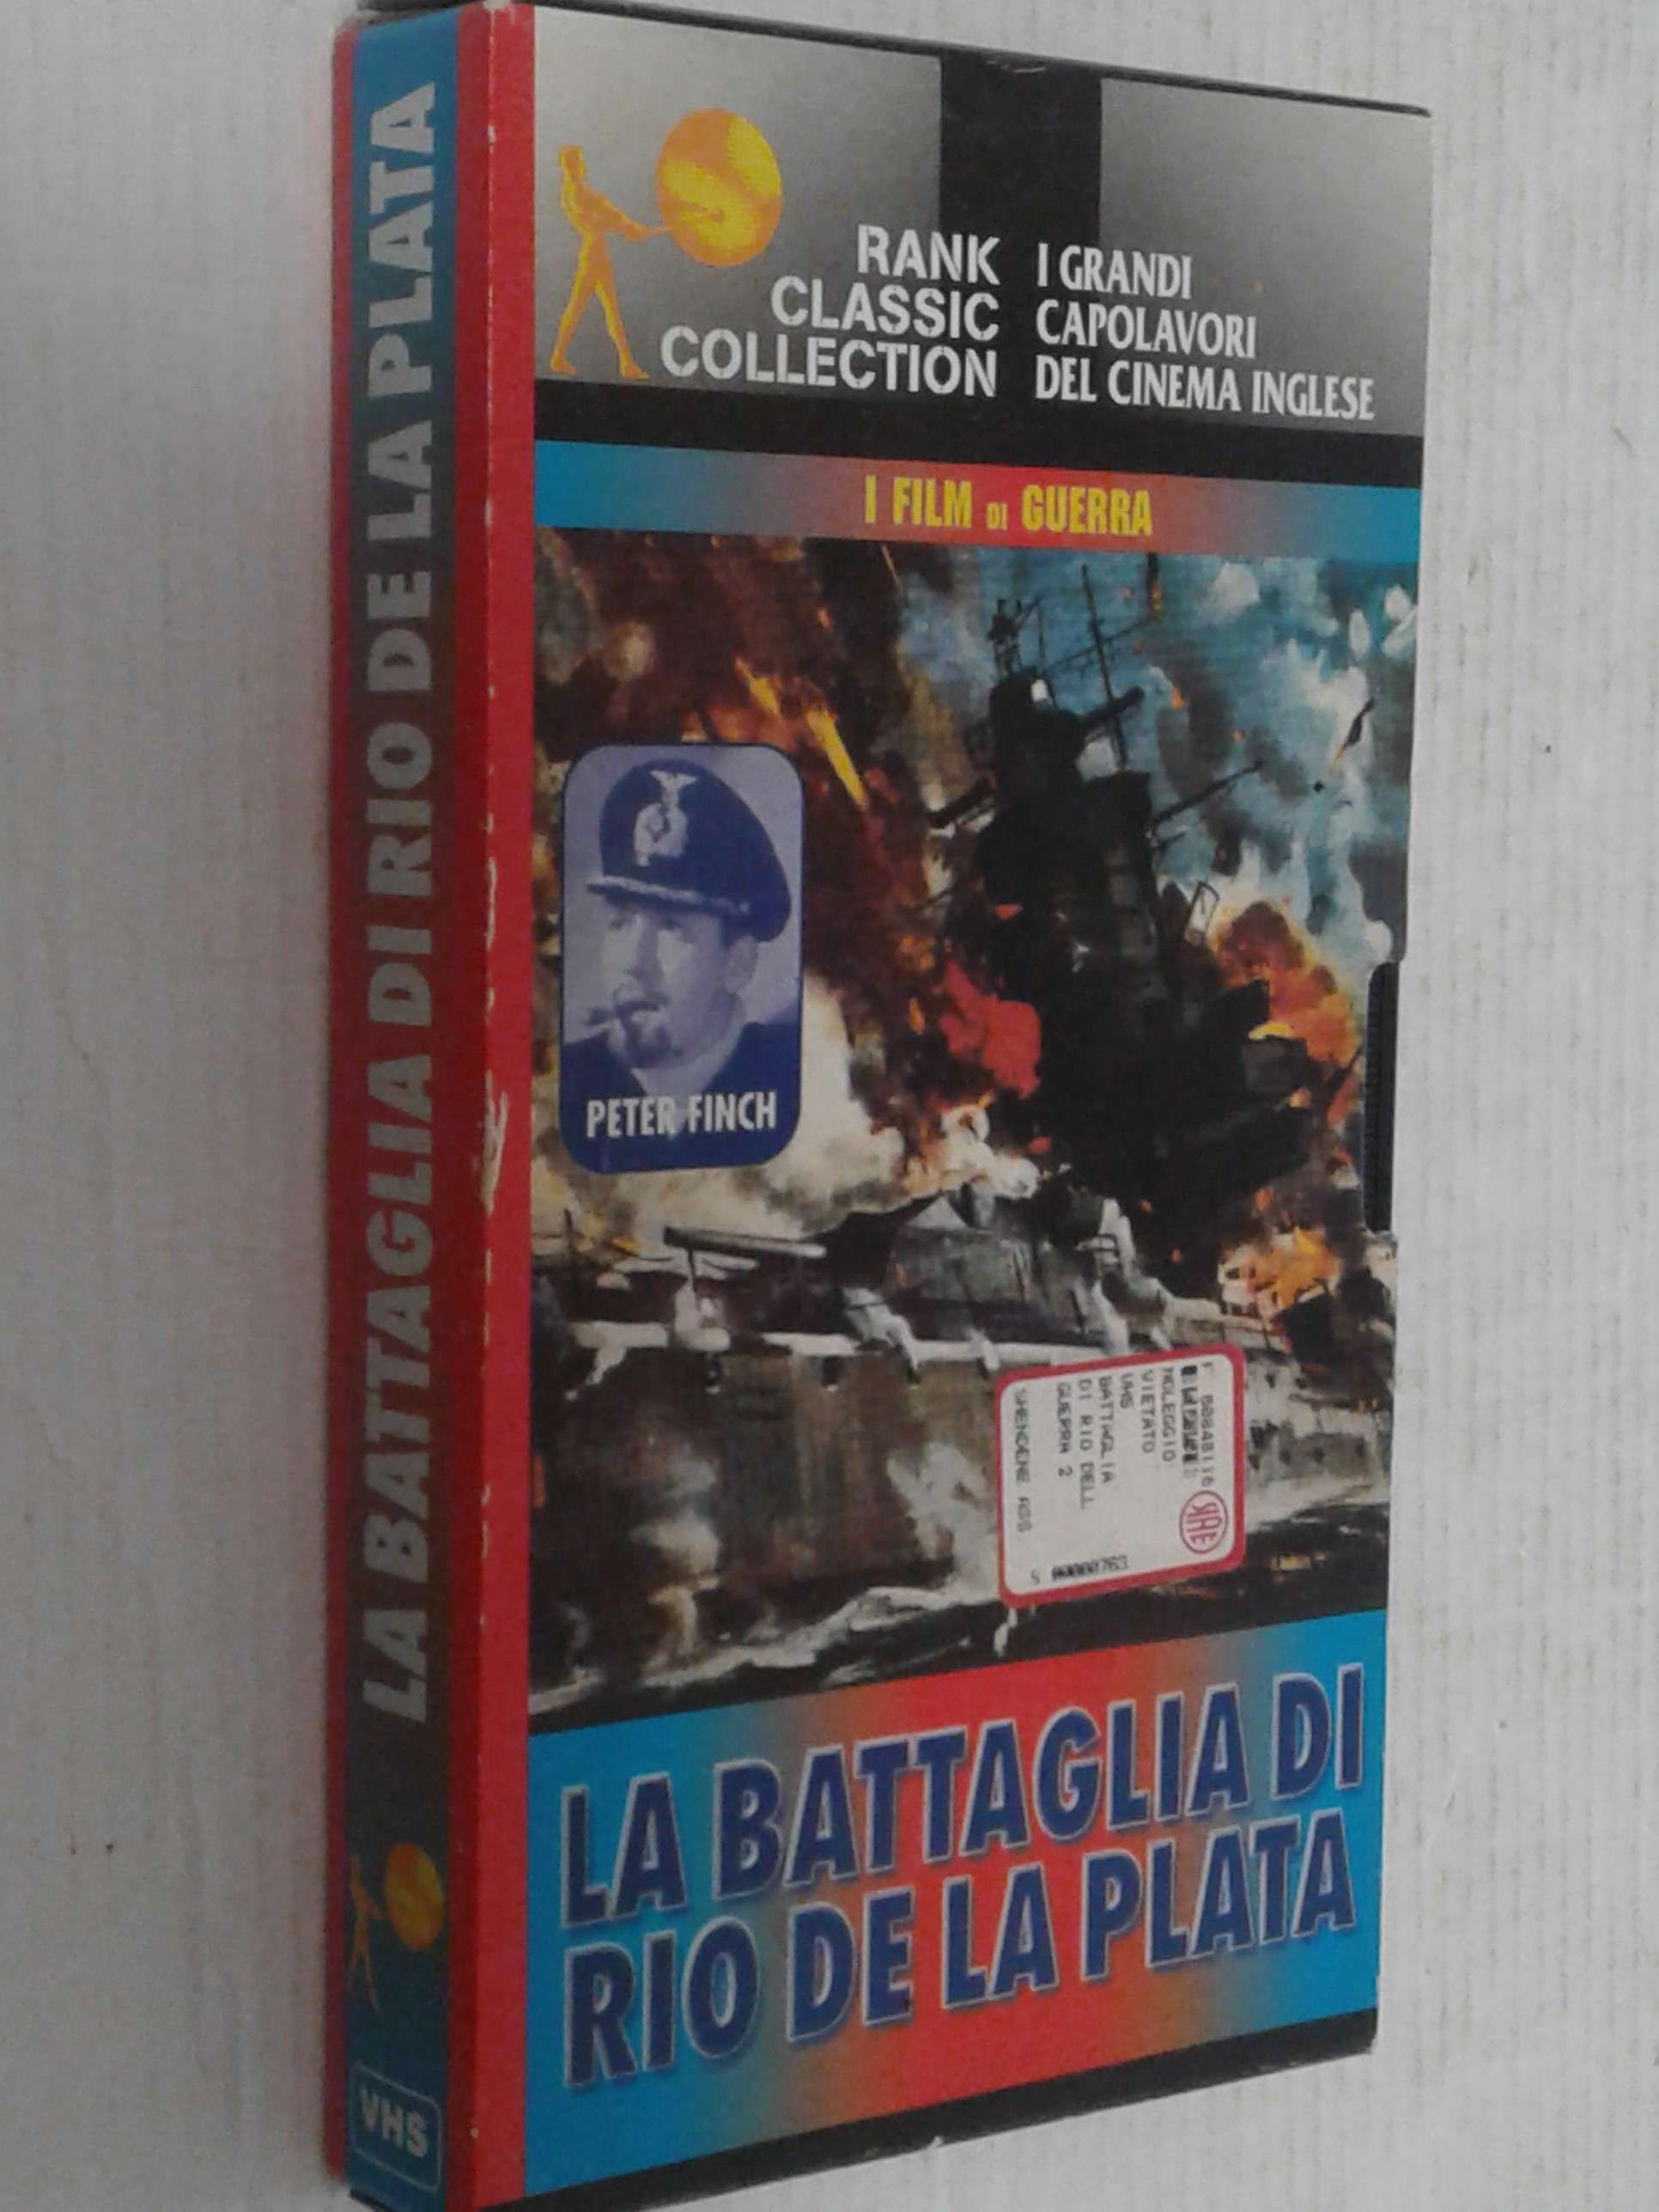 LA BATTAGLIA DI RIO DE LA PLATA
VHS
RANK
CLASSIC
COLLECTION
I GRANDI
CAPOLAVORI
DEL CINEMA INGLESE
I FILM DI GUERRA
PETER FINCH
NOLEGGIO
VIETATO
VHS
BATTAGLIA
DI RIO DELL
GUERRA 2
LA BATTAGLIA DI
RIO DE LA PLATA